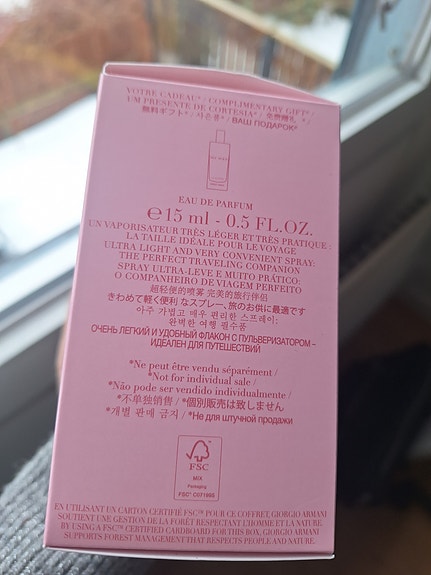 VOTRE CADEAU* / COMPLIMENTARY GIFT* /
UM PRESENTE DE CORTESIA* / 免费赠礼* /
無料ギフト* / 사은품* / ВАШ ПОДАРОК*
EAU DE PARFUM
℮15 ml - 0.5 FL.OZ.
UN VAPORISATEUR TRÈS LÉGER ET TRÈS PRATIQUE :
LA TAILLE IDÉALE POUR LE VOYAGE
ULTRA LIGHT AND VERY CONVENIENT SPRAY:
THE PERFECT TRAVELING COMPANION
SPRAY ULTRA-LEVE E MUITO PRÁTICO:
O COMPANHEIRO DE VIAGEM PERFEITO
超轻便的喷雾 完美的旅行伴侣
きわめて軽く便利なスプレー、旅のお供に最適です
아주 가볍고 매우 편리한 스프레이:
완벽한 여행 필수품
ОЧЕНЬ ЛЕГКИЙ И УДОБНЫЙ ФЛАКОН С ПУЛЬВЕРИЗАТОРОМ –
ИДЕАЛЕН ДЛЯ ПУТЕШЕСТВИЙ
*Ne peut être vendu séparément /
*Not for individual sale /
*Não pode ser vendido individualmente /
*不单独销售 / *個別販売は致しません
*개별 판매 금지 / *Не для штучной продажи
FSC
MIX
Packaging
EN UTILISANT UN CARTON CERTIFIÉ FSC™ POUR CE COFFRET, GIORGIO ARMANI
SOUTIENT UNE GESTION DE LA FORÊT RESPECTANT L'HOMME ET LA NATURE.
BY USING A FSC™ CERTIFIED CARDBOARD FOR THIS BOX, GIORGIO ARMANI
SUPPORTS FOREST MANAGEMENT THAT RESPECTS PEOPLE AND NATURE.